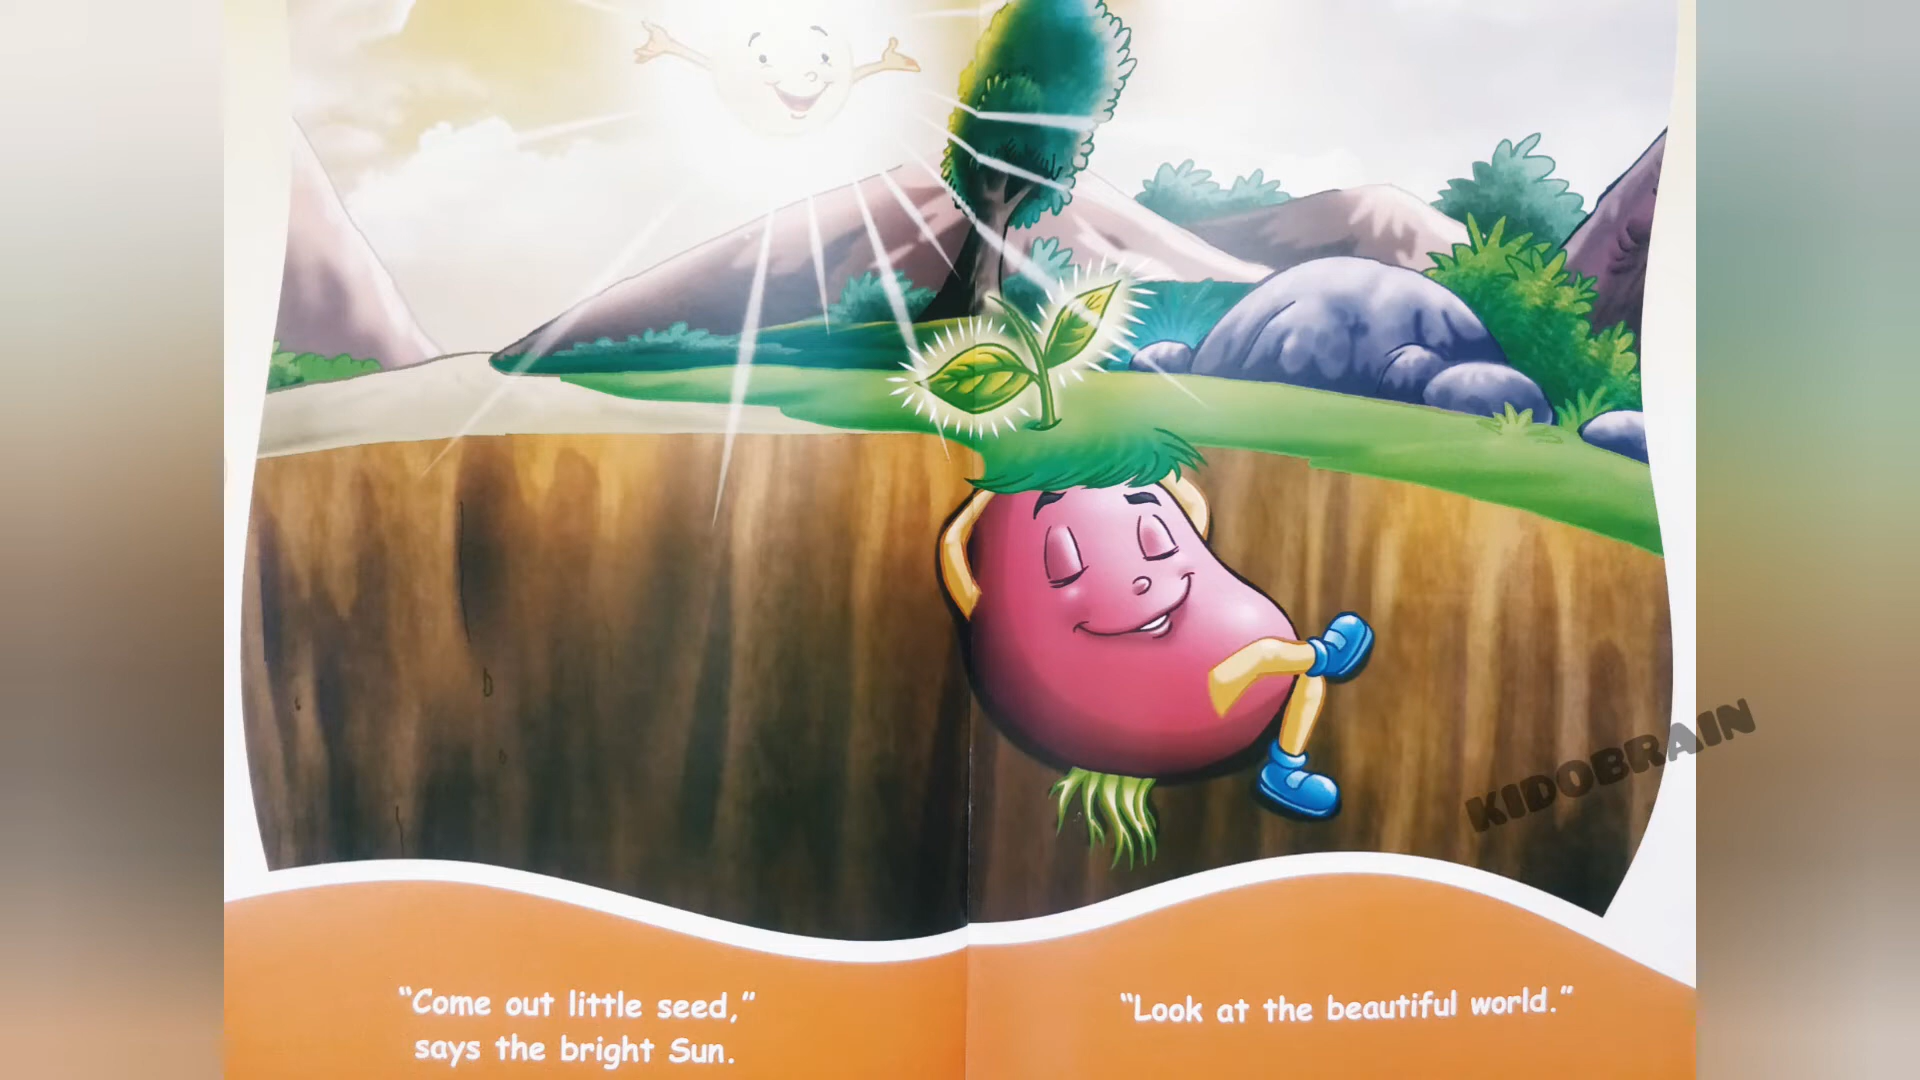 “Come out little seed,”
says the bright Sun.
“Look at the beautiful world.”
KIDOBRAIN